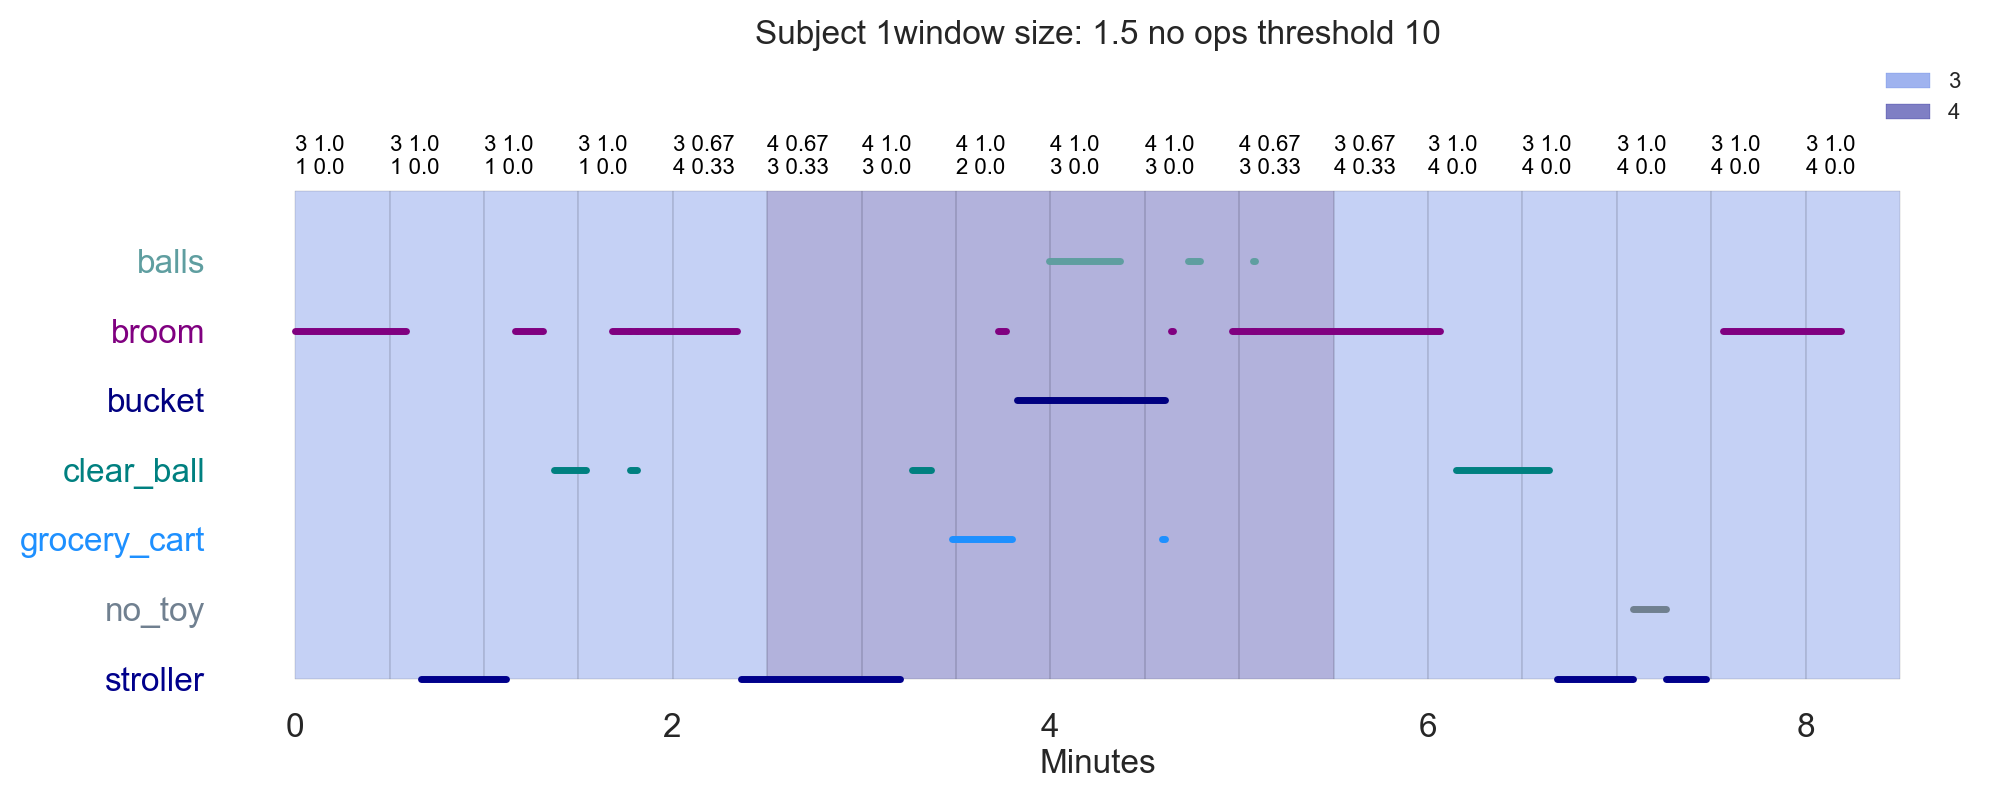 Subject 1window size: 1.5 no ops threshold 10
3
4
3 1.0 3 1.0 3 1.0 3 1.0 3 0.67 4 0.67 4 1.0 4 1.0 4 1.0 4 1.0 4 0.67 3 0.67 3 1.0 3 1.0 3 1.0 3 1.0 3 1.0
1 0.0 1 0.0 1 0.0 1 0.0 4 0.33 3 0.33 3 0.0 2 0.0 3 0.0 3 0.0 3 0.33 4 0.33 4 0.0 4 0.0 4 0.0 4 0.0 4 0.0
balls
broom
bucket
clear_ball
grocery_cart
no_toy
stroller
0 2 4 6 8
Minutes